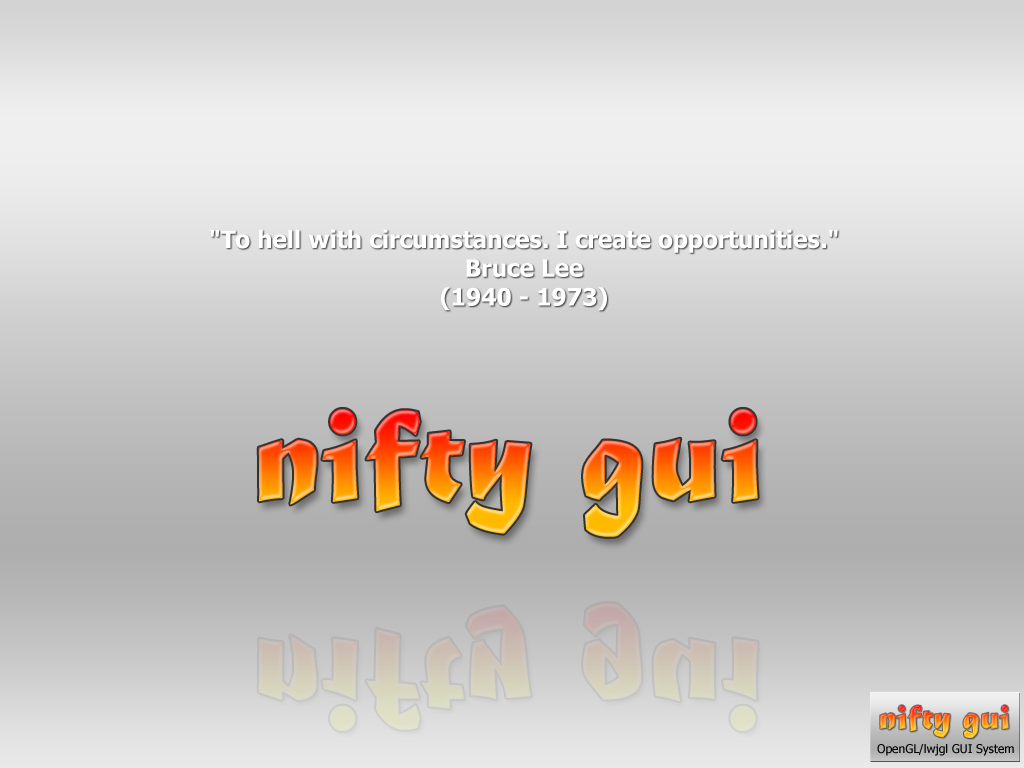 "To hell with circumstances. I create opportunities."
Bruce Lee
(1940 - 1973)
nifty gui
nifty gui
OpenGL/lwjgl GUI System